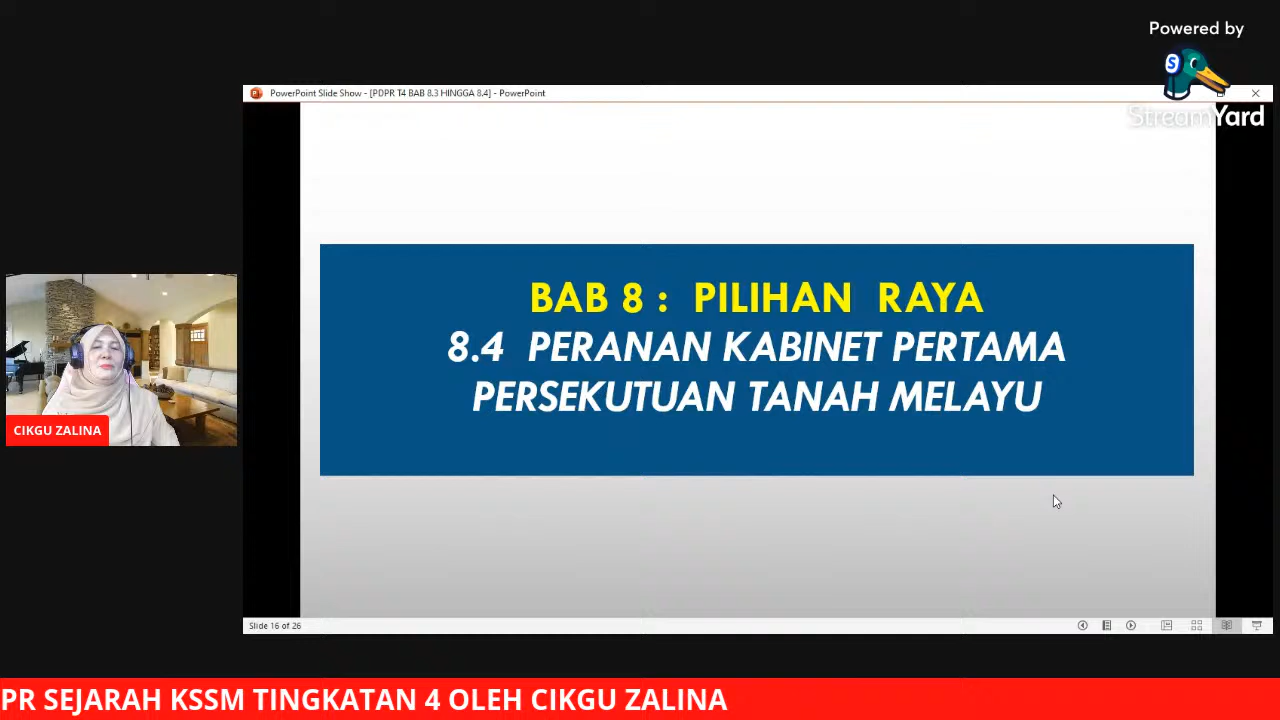 Powered by
StreamYard
PowerPoint Slide Show - [PDPR T4 BAB 8.3 HINGGA 8.4] - PowerPoint
BAB 8 : PILIHAN RAYA
8.4 PERANAN KABINET PERTAMA
PERSEKUTUAN TANAH MELAYU
CIKGU ZALINA
Slide 16 of 26
PR SEJARAH KSSM TINGKATAN 4 OLEH CIKGU ZALINA